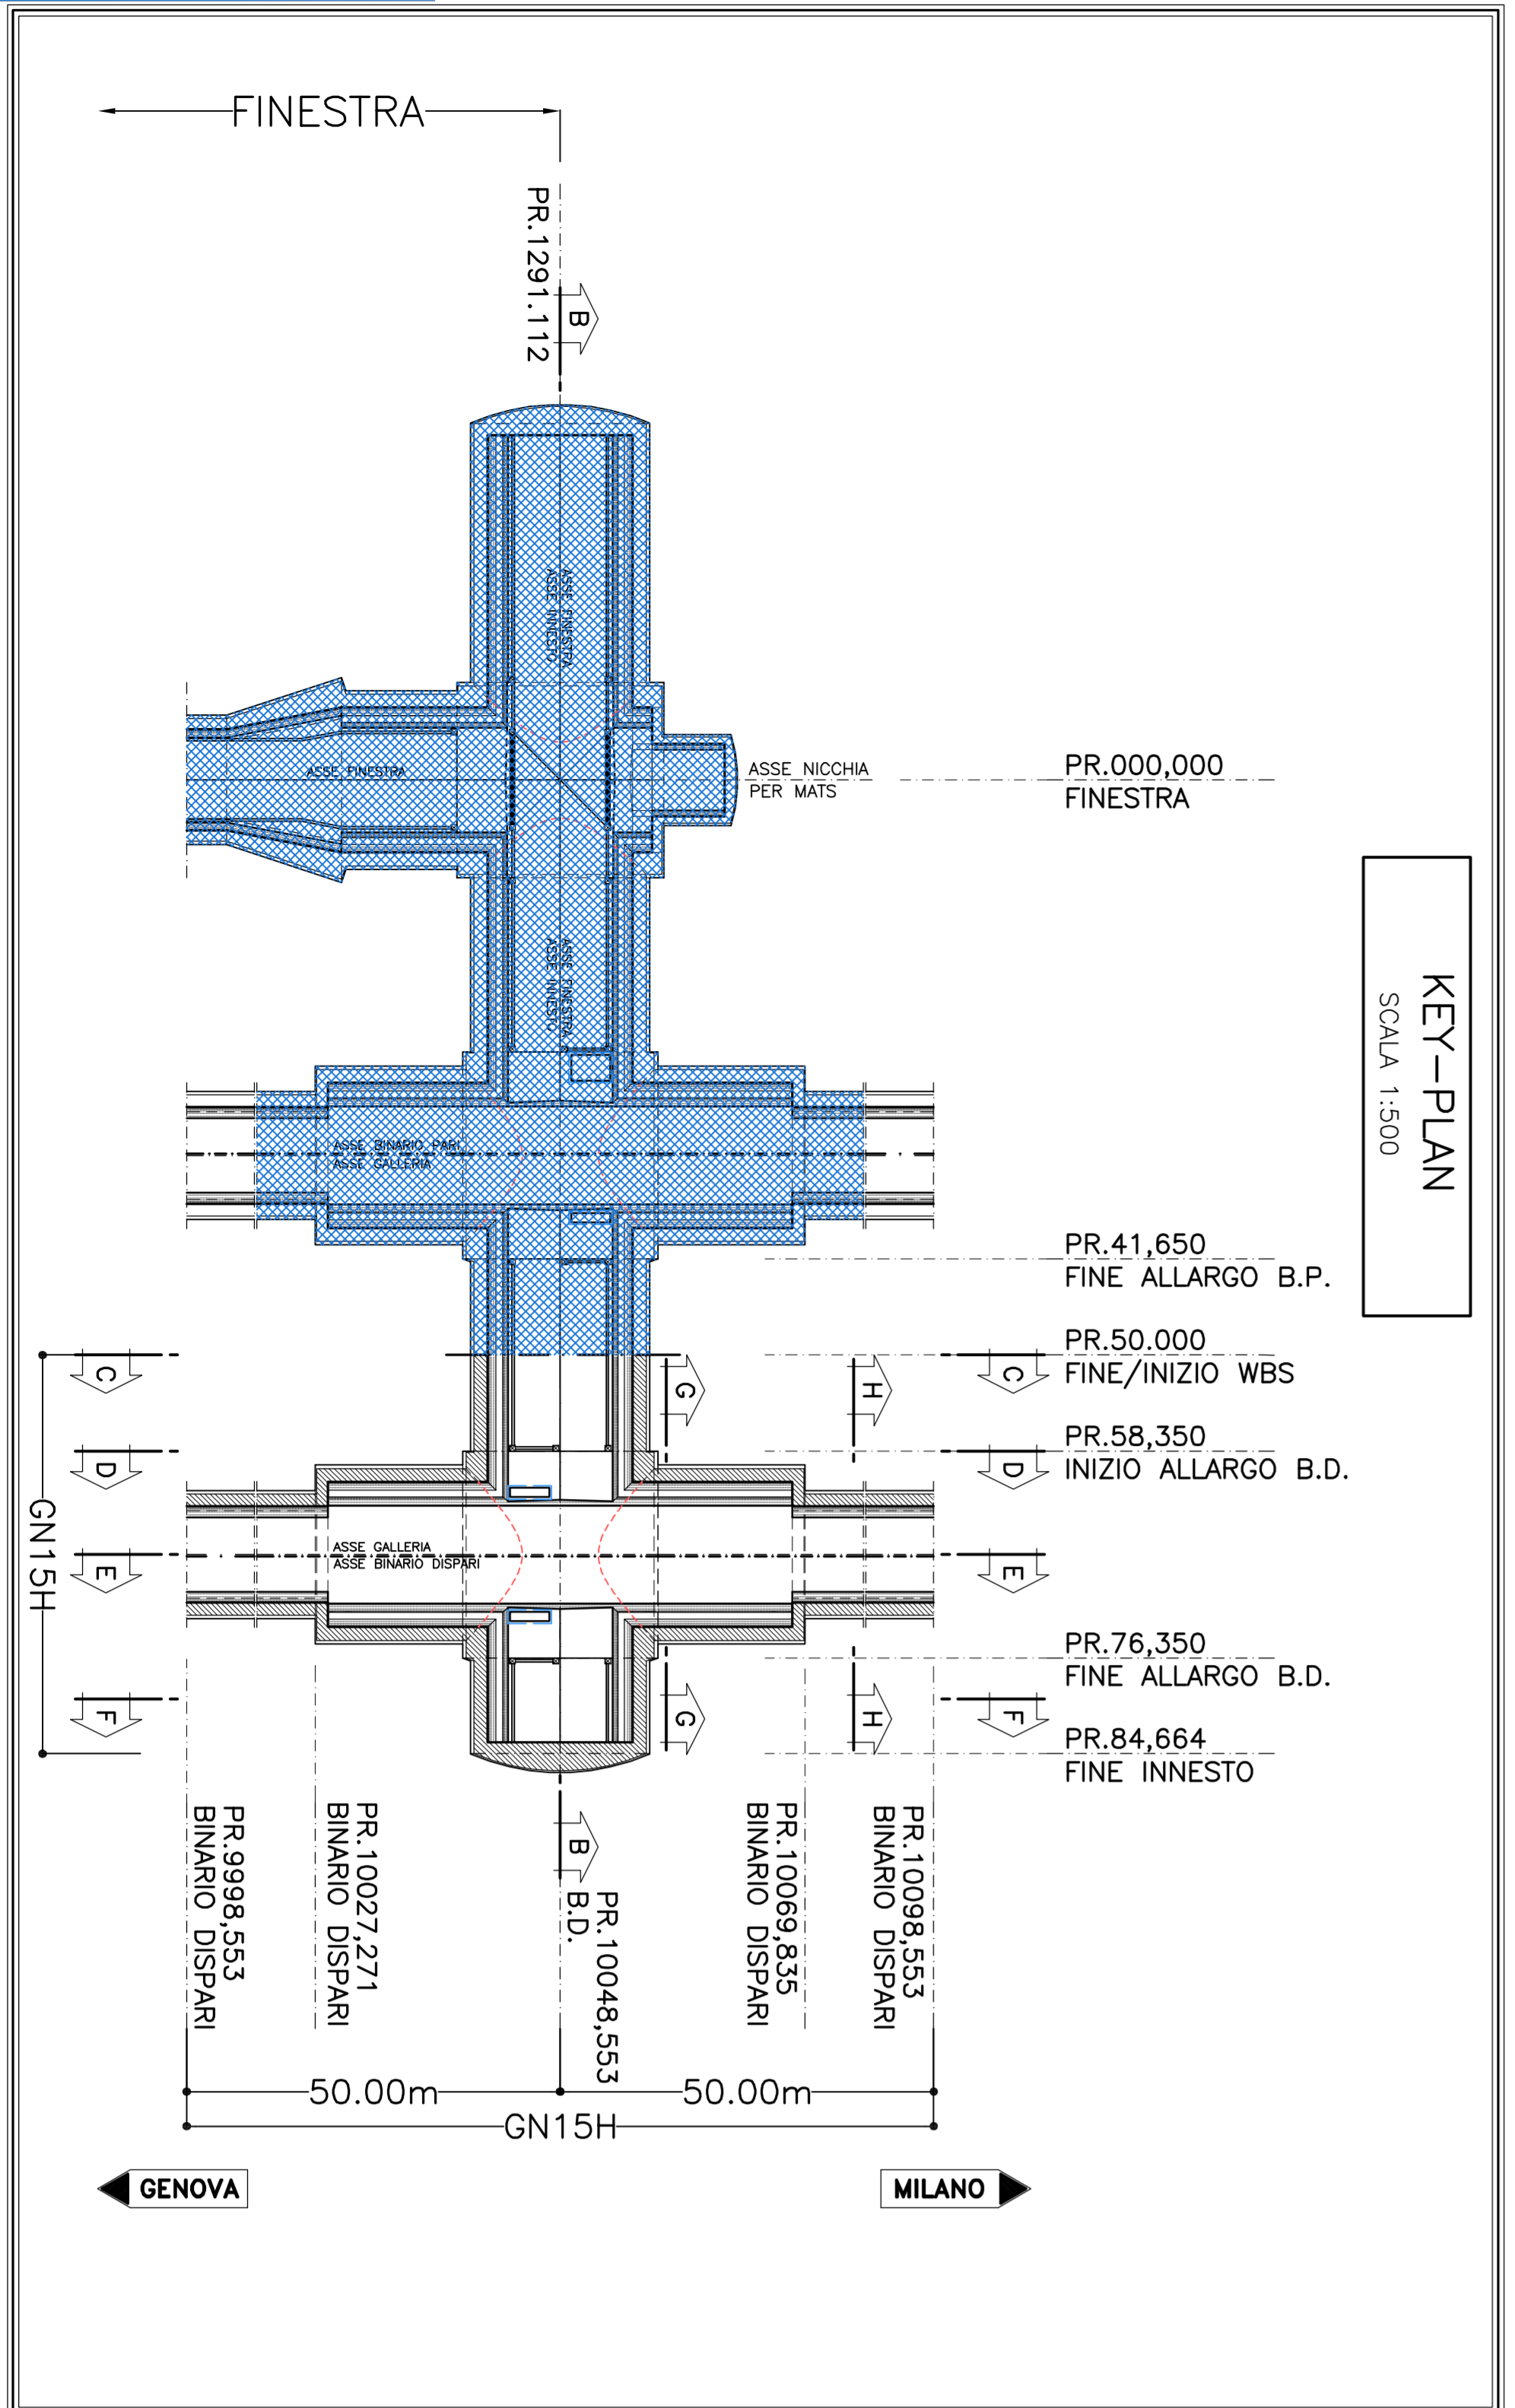 FINESTRA
PR.1291.112
B
ASSE FINESTRA
ASSE INNESTO
ASSE FINESTRA
ASSE NICCHIA
PER MATS
PR.000,000
FINESTRA
KEY-PLAN
SCALA 1:500
ASSE FINESTRA
ASSE INNESTO
ASSE BINARIO PARI
ASSE GALLERIA
PR.41,650
FINE ALLARGO B.P.
PR.50.000
FINE/INIZIO WBS
C
G
H
C
PR.58,350
INIZIO ALLARGO B.D.
D
D
GN15H
ASSE GALLERIA
ASSE BINARIO DISPARI
E
E
PR.76,350
FINE ALLARGO B.D.
F
G
H
F
PR.84,664
FINE INNESTO
PR.9998,553
BINARIO DISPARI
PR.10027,271
BINARIO DISPARI
B
PR.10048,553
B.D.
PR.10069,835
BINARIO DISPARI
PR.10098,553
BINARIO DISPARI
50.00m
50.00m
GN15H
GENOVA
MILANO